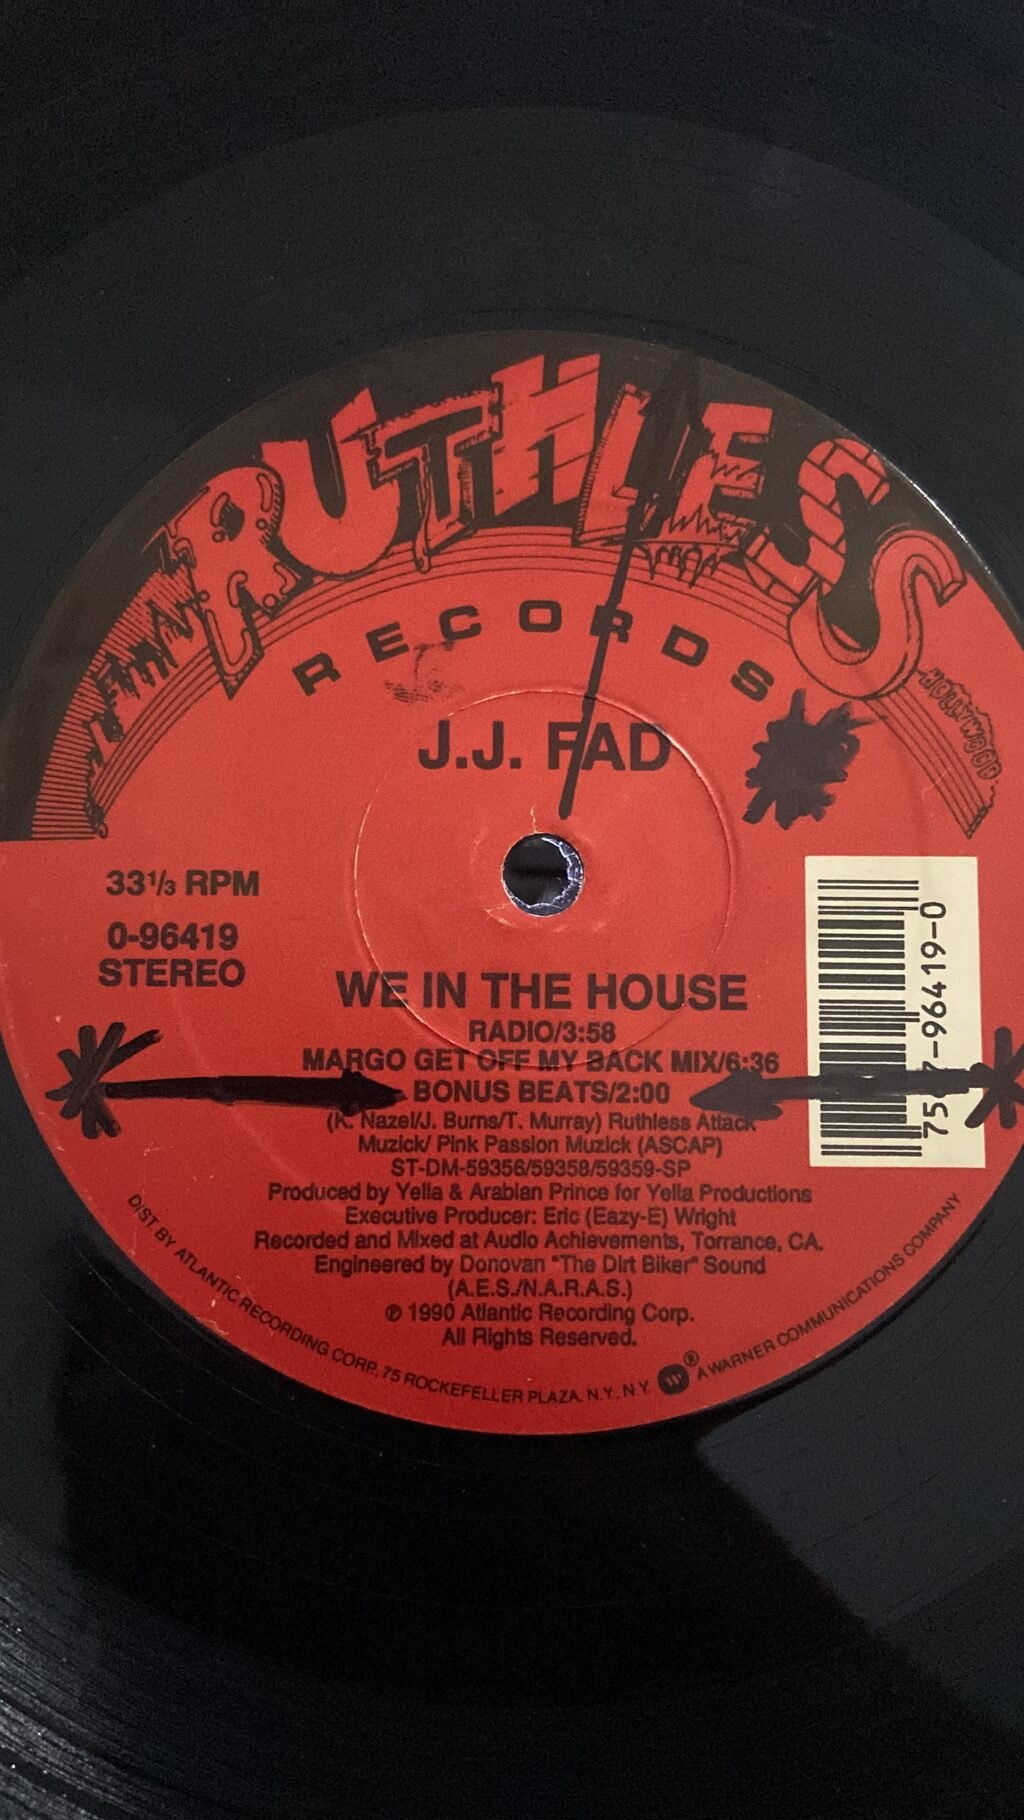 RUTHLESS
RECORDS
HOLLYWOOD
J.J. FAD
33 1/3 RPM
0-96419
STEREO
WE IN THE HOUSE
RADIO/3:58
MARGO GET OFF MY BACK MIX/6:36
BONUS BEATS/2:00
(K. Nazel/J. Burns/T. Murray) Ruthless Attack
Muzick/ Pink Passion Muzick (ASCAP)
ST-DM-59356/59358/59359-SP
Produced by Yella & Arabian Prince for Yella Productions
Executive Producer: Eric (Eazy-E) Wright
Recorded and Mixed at Audio Achievements, Torrance, CA.
Engineered by Donovan "The Dirt Biker" Sound
(A.E.S./N.A.R.A.S.)
℗ 1990 Atlantic Recording Corp.
All Rights Reserved.
DIST BY ATLANTIC RECORDING CORP. 75 ROCKEFELLER PLAZA. N.Y., N.Y. ® A WARNER COMMUNICATIONS COMPANY
-96419-0